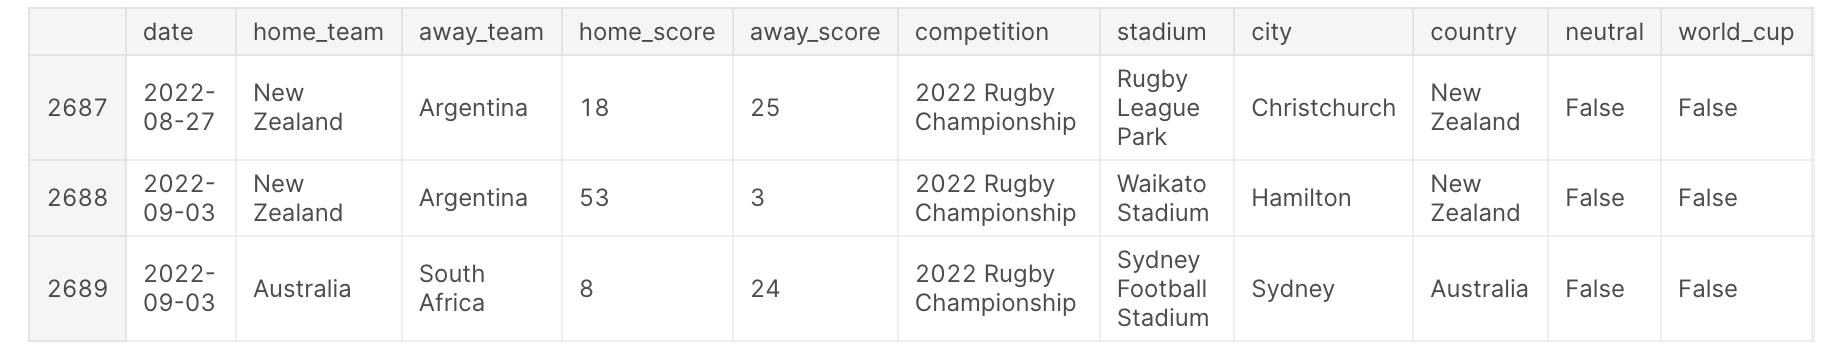 date home_team away_team home_score away_score competition stadium city country neutral world_cup
2687 2022-08-27 New Zealand Argentina 18 25 2022 Rugby Championship Rugby League Park Christchurch New Zealand False False
2688 2022-09-03 New Zealand Argentina 53 3 2022 Rugby Championship Waikato Stadium Hamilton New Zealand False False
2689 2022-09-03 Australia South Africa 8 24 2022 Rugby Championship Sydney Football Stadium Sydney Australia False False